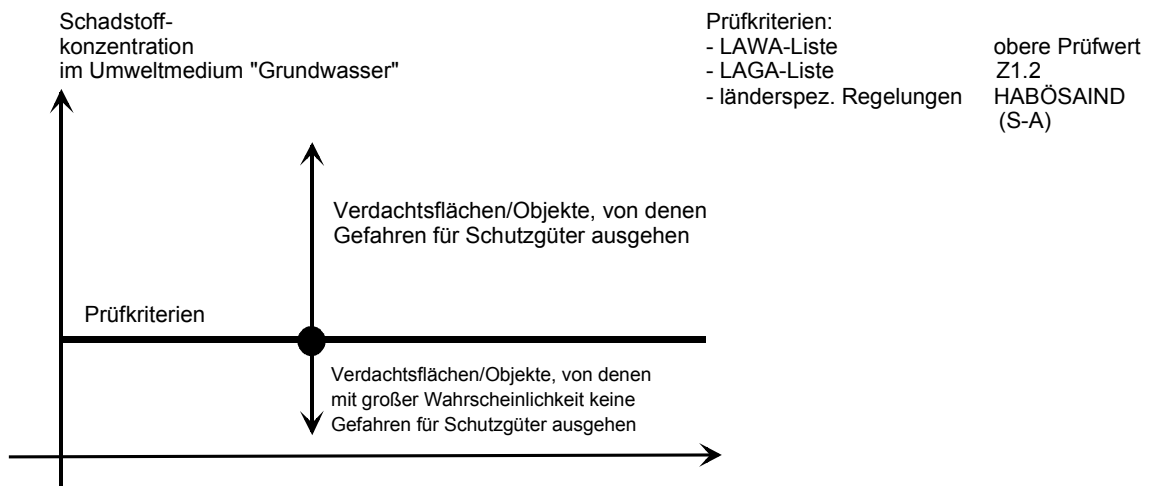 Schadstoff-
konzentration
im Umweltmedium "Grundwasser"
Prüfkriterien:
- LAWA-Liste obere Prüfwert
- LAGA-Liste Z1.2
- länderspez. Regelungen HABÖSAIND
(S-A)
Verdachtsflächen/Objekte, von denen
Gefahren für Schutzgüter ausgehen
Prüfkriterien
Verdachtsflächen/Objekte, von denen
mit großer Wahrscheinlichkeit keine
Gefahren für Schutzgüter ausgehen